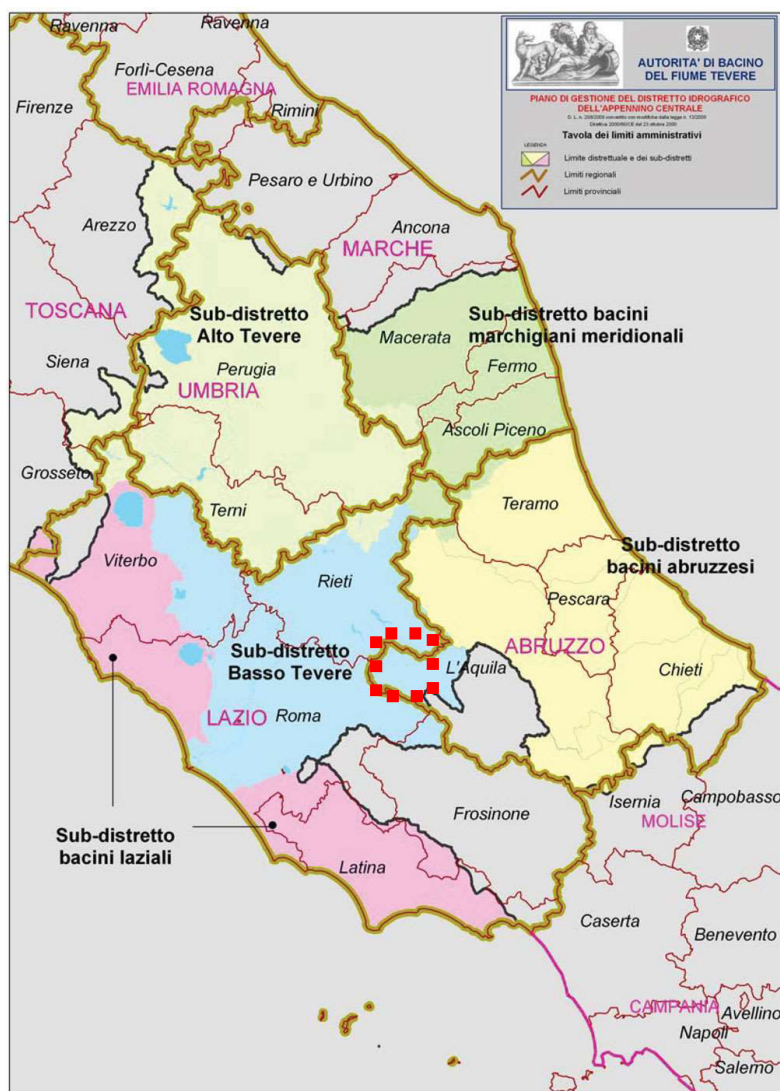 Ravenna
Ravenna
Forlì-Cesena
EMILIA ROMAGNA
Firenze
Rimini
AUTORITA' DI BACINO
DEL FIUME TEVERE
PIANO DI GESTIONE DEL DISTRETTO IDROGRAFICO
DELL'APPENNINO CENTRALE
Tavola dei limiti amministrativi
LEGENDA
Limite distrettuale e dei sub-distretti
Limiti regionali
Limiti provinciali
Pesaro e Urbino
Arezzo
Ancona
MARCHE
TOSCANA
Sub-distretto
Alto Tevere
Sub-distretto bacini
marchigiani meridionali
Macerata
Siena
Perugia
Fermo
UMBRIA
Ascoli Piceno
Grosseto
Terni
Teramo
Viterbo
Rieti
Sub-distretto
bacini abruzzesi
Pescara
Sub-distretto
Basso Tevere
L'Aquila
ABRUZZO
Chieti
LAZIO
Roma
Sub-distretto
bacini laziali
Frosinone
Isernia
Campobasso
MOLISE
Latina
Caserta
Benevento
CAMPANIA
Avellino
Napoli
Salerno